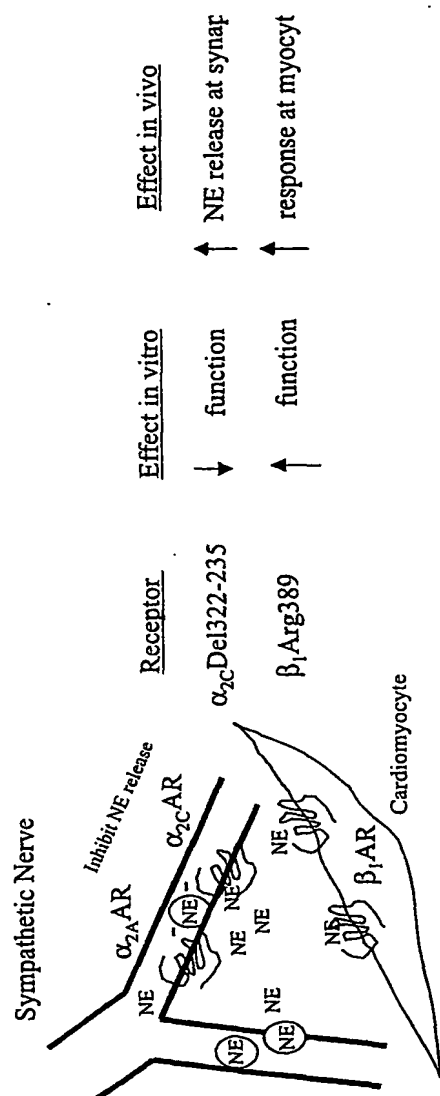 Sympathetic Nerve
Inhibit NE release
α2AAR
α2CAR
NE
NE
NE
NE
NE
NE
NE
NE
NE
NE
NE
β1AR
Cardiomyocyte
Receptor Effect in vitro Effect in vivo
α2CDel322-235 ↓ function ↑ NE release at synap
β1Arg389 ↑ function ↑ response at myocyt